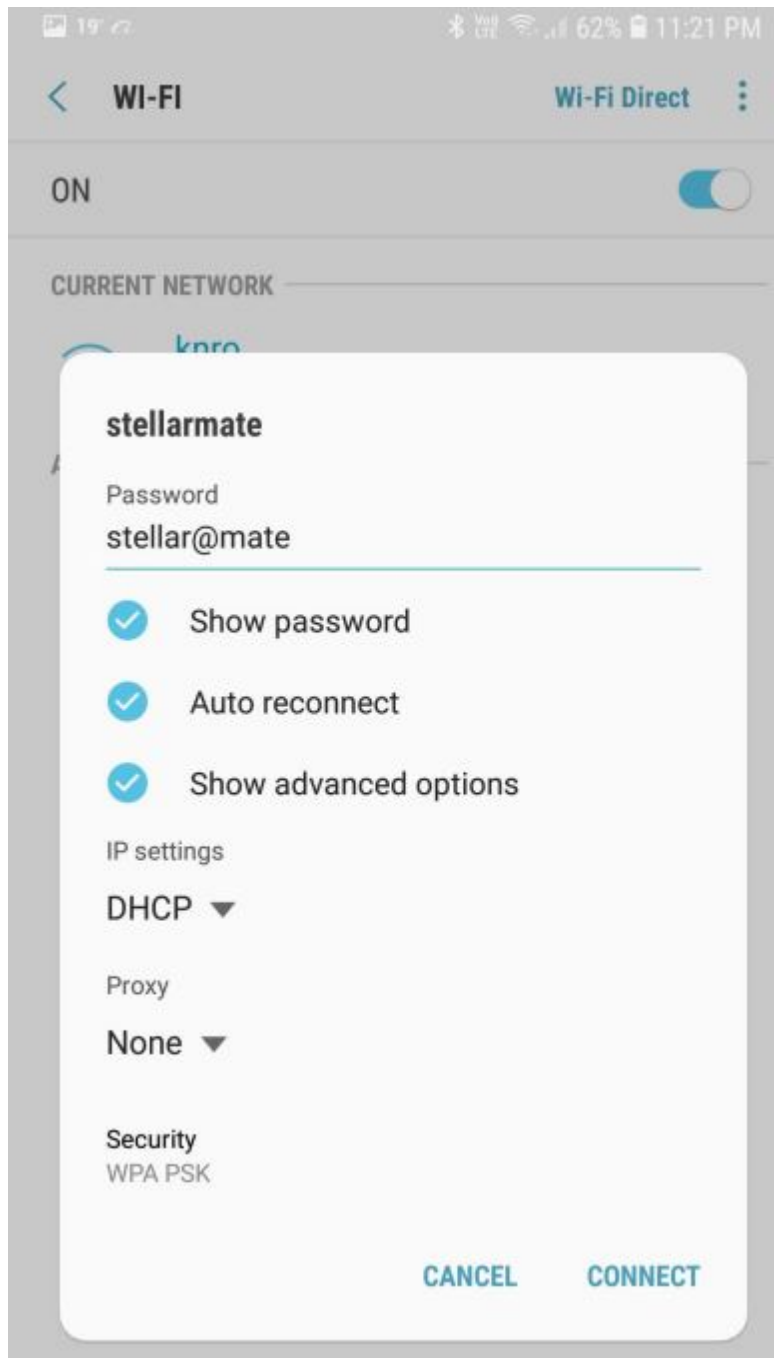 19° 62% 11:21 PM
WI-FI Wi-Fi Direct
ON
CURRENT NETWORK
knro
stellarmate
Password
stellar@mate
Show password
Auto reconnect
Show advanced options
IP settings
DHCP
Proxy
None
Security
WPA PSK
CANCEL CONNECT